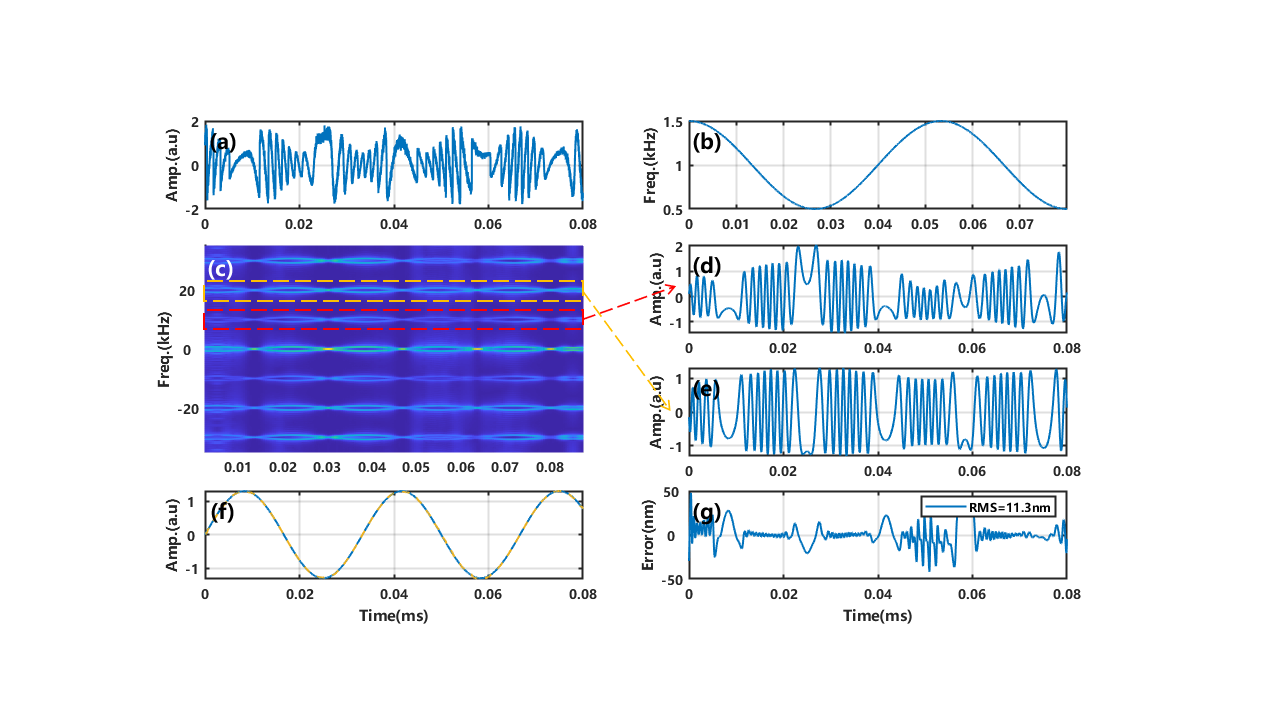 2
0
-2
Amp.(a.u)
(a)
0 0.02 0.04 0.06 0.08
1.5
1
0.5
Freq.(kHz)
(b)
0 0.01 0.02 0.03 0.04 0.05 0.06 0.07
(c)
20
0
-20
Freq.(kHz)
0.01 0.02 0.03 0.04 0.05 0.06 0.07 0.08
2
1
0
-1
Amp.(a.u)
(d)
0 0.02 0.04 0.06 0.08
1
0
-1
Amp.(a.u)
(e)
0 0.02 0.04 0.06 0.08
1
0
-1
Amp.(a.u)
(f)
0 0.02 0.04 0.06 0.08
Time(ms)
50
0
-50
Error(nm)
(g)
RMS=11.3nm
0 0.02 0.04 0.06 0.08
Time(ms)